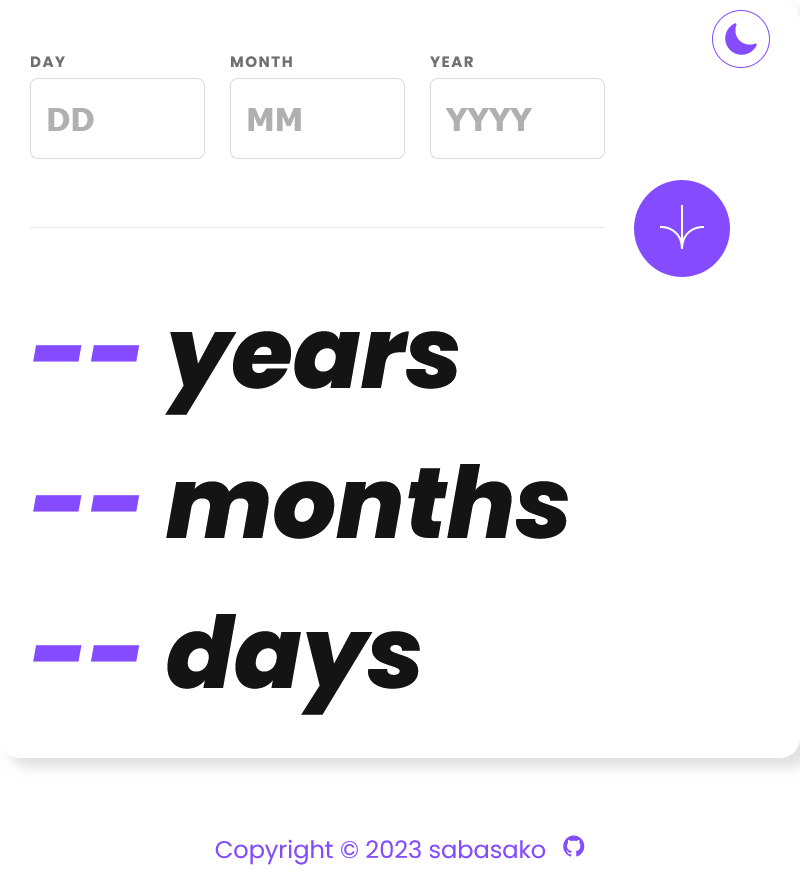 DAY MONTH YEAR
DD MM YYYY
-- years
-- months
-- days
Copyright © 2023 sabasako